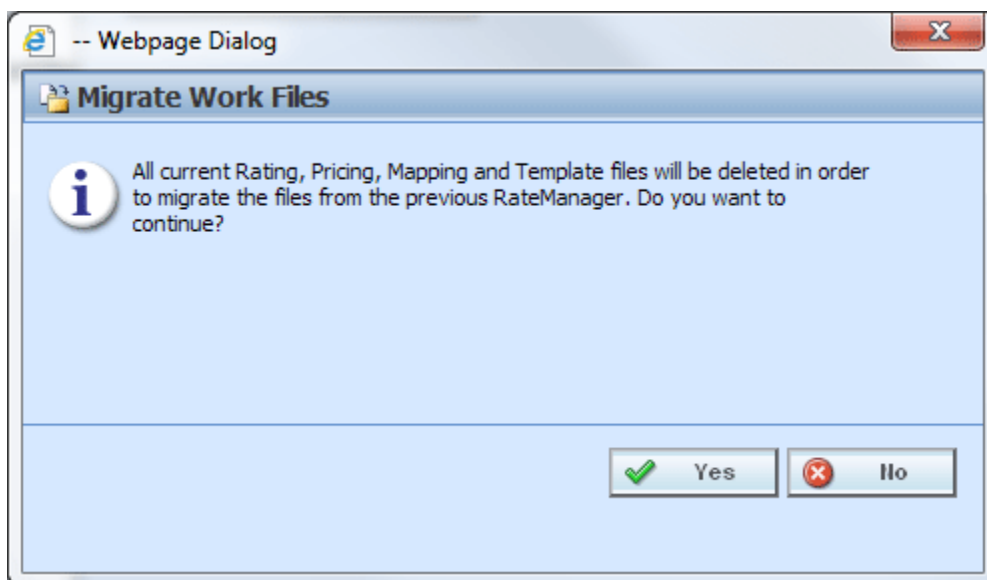 -- Webpage Dialog
Migrate Work Files
All current Rating, Pricing, Mapping and Template files will be deleted in order
to migrate the files from the previous RateManager. Do you want to
continue?
Yes
No